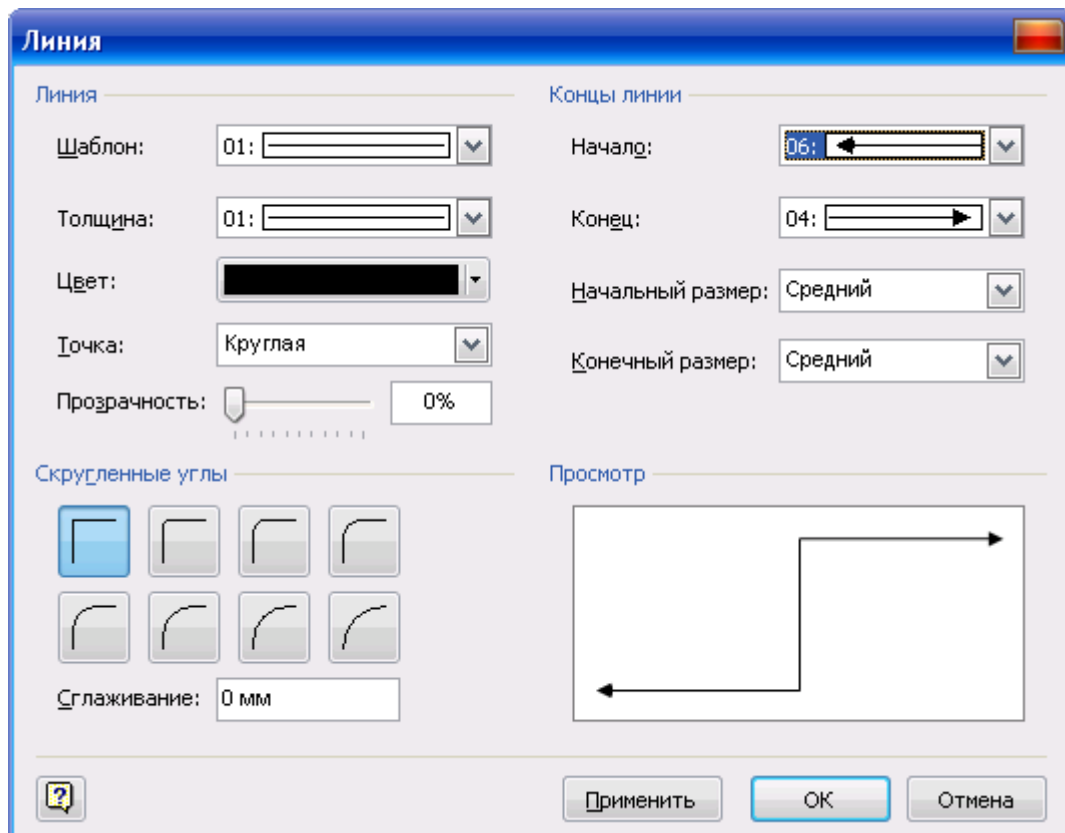 Линия
Линия
Шаблон: 01:
Толщина: 01:
Цвет:
Точка: Круглая
Прозрачность: 0%
Концы линии
Начало: 06:
Конец: 04:
Начальный размер: Средний
Конечный размер: Средний
Скругленные углы
Сглаживание: 0 мм
Просмотр
?
Применить
ОК
Отмена